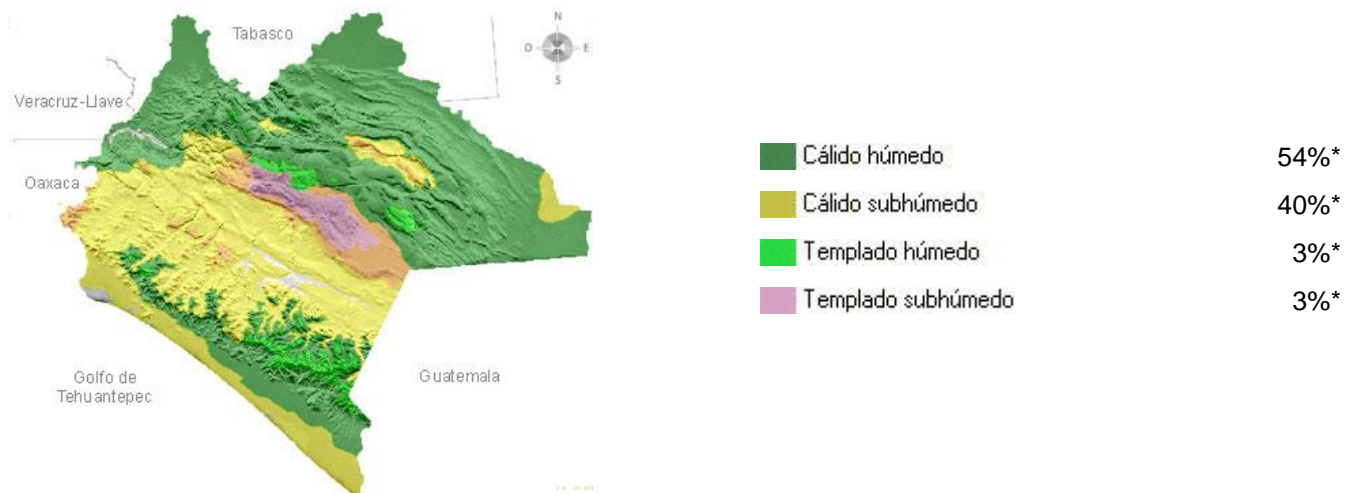 Tabasco
N
O E
S
Veracruz-Llave
Oaxaca
Golfo de
Tehuantepec
Guatemala
Cálido húmedo 54%*
Cálido subhúmedo 40%*
Templado húmedo 3%*
Templado subhúmedo 3%*